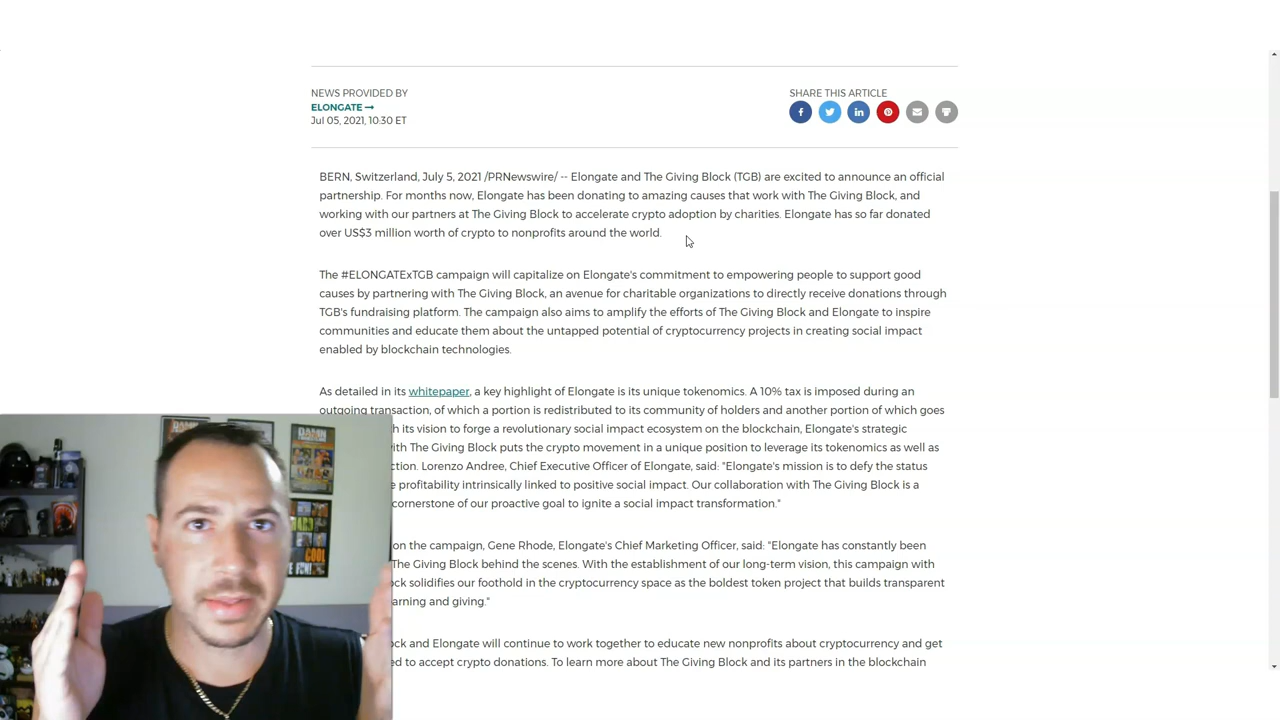 NEWS PROVIDED BY
ELONGATE →
Jul 05, 2021, 10:30 ET
SHARE THIS ARTICLE
BERN, Switzerland, July 5, 2021 /PRNewswire/ -- Elongate and The Giving Block (TGB) are excited to announce an official
partnership. For months now, Elongate has been donating to amazing causes that work with The Giving Block, and
working with our partners at The Giving Block to accelerate crypto adoption by charities. Elongate has so far donated
over US$3 million worth of crypto to nonprofits around the world.
The #ELONGATExTGB campaign will capitalize on Elongate's commitment to empowering people to support good
causes by partnering with The Giving Block, an avenue for charitable organizations to directly receive donations through
TGB's fundraising platform. The campaign also aims to amplify the efforts of The Giving Block and Elongate to inspire
communities and educate them about the untapped potential of cryptocurrency projects in creating social impact
enabled by blockchain technologies.
As detailed in its whitepaper, a key highlight of Elongate is its unique tokenomics. A 10% tax is imposed during an
outgoing transaction, of which a portion is redistributed to its community of holders and another portion of which goes
its vision to forge a revolutionary social impact ecosystem on the blockchain, Elongate's strategic
with The Giving Block puts the crypto movement in a unique position to leverage its tokenomics as well as
Lorenzo Andree, Chief Executive Officer of Elongate, said: "Elongate's mission is to defy the status
profitability intrinsically linked to positive social impact. Our collaboration with The Giving Block is a
cornerstone of our proactive goal to ignite a social impact transformation."
on the campaign, Gene Rhode, Elongate's Chief Marketing Officer, said: "Elongate has constantly been
The Giving Block behind the scenes. With the establishment of our long-term vision, this campaign with
solidifies our foothold in the cryptocurrency space as the boldest token project that builds transparent
and giving."
and Elongate will continue to work together to educate new nonprofits about cryptocurrency and get
to accept crypto donations. To learn more about The Giving Block and its partners in the blockchain
DAMN
DAMN
HARD
COOL